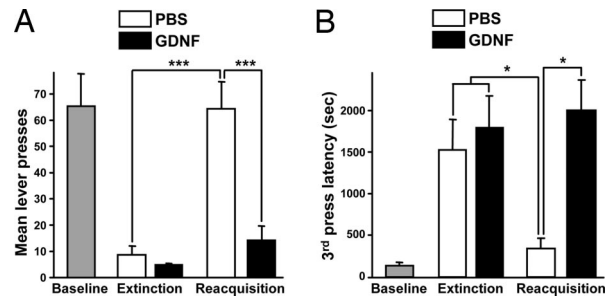 A
PBS
GDNF
Mean lever presses
70
60
50
40
30
20
10
0
***
***
Baseline
Extinction
Reacquisition
B
PBS
GDNF
3rd press latency (sec)
2000
1500
1000
500
0
*
*
Baseline
Extinction
Reacquisition